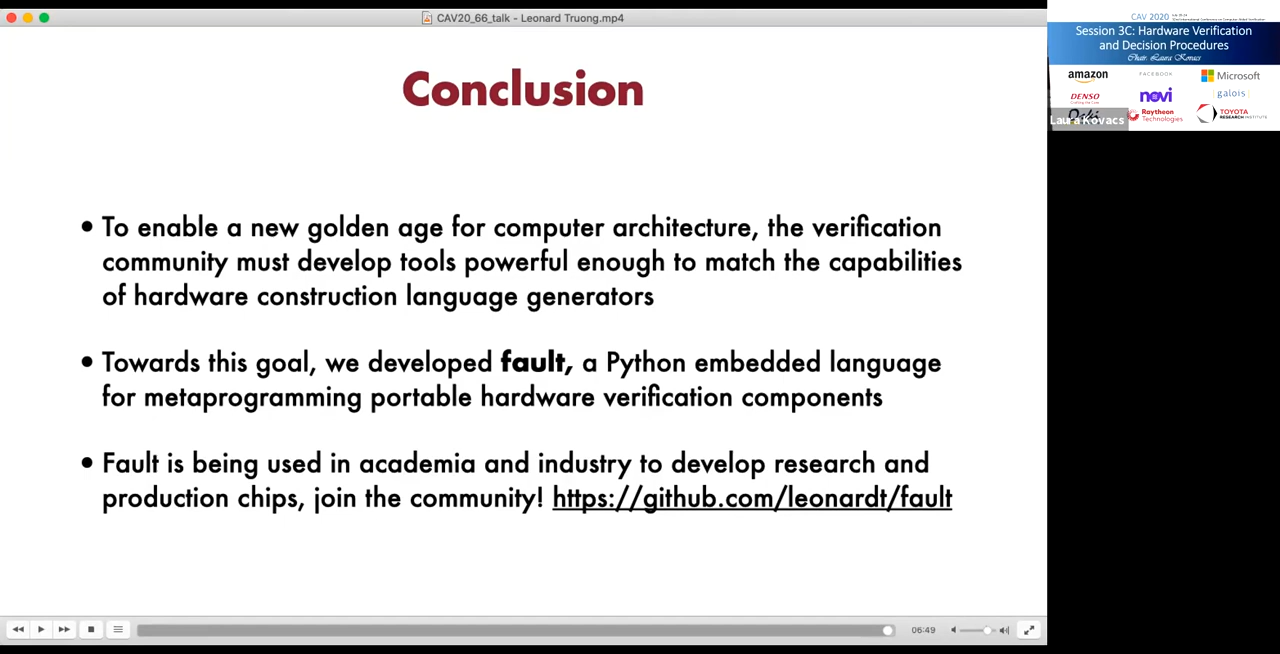 CAV20_66_talk - Leonard Truong.mp4
Conclusion
• To enable a new golden age for computer architecture, the verification
community must develop tools powerful enough to match the capabilities
of hardware construction language generators
• Towards this goal, we developed fault, a Python embedded language
for metaprogramming portable hardware verification components
• Fault is being used in academia and industry to develop research and
production chips, join the community! https://github.com/leonardt/fault
06:49
CAV 2020
Session 3C: Hardware Verification
and Decision Procedures
Chair: Laura Kovacs
amazon
FACEBOOK
Microsoft
DENSO
novi
galois
Laura Kovacs
Raytheon
Technologies
TOYOTA
RESEARCH INSTITUTE